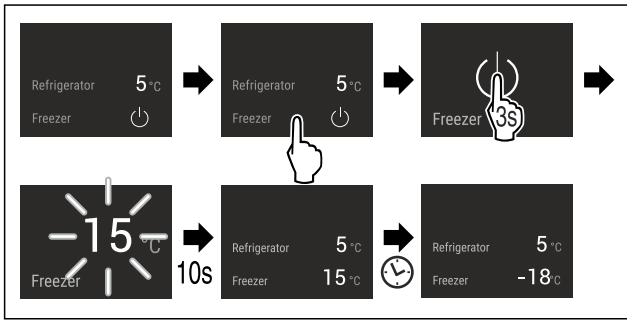 Refrigerator 5 °C
Freezer
Refrigerator 5 °C
Freezer
Freezer 3s
15 °C
Freezer
10s
Refrigerator 5 °C
Freezer 15 °C
Refrigerator 5 °C
Freezer -18 °C